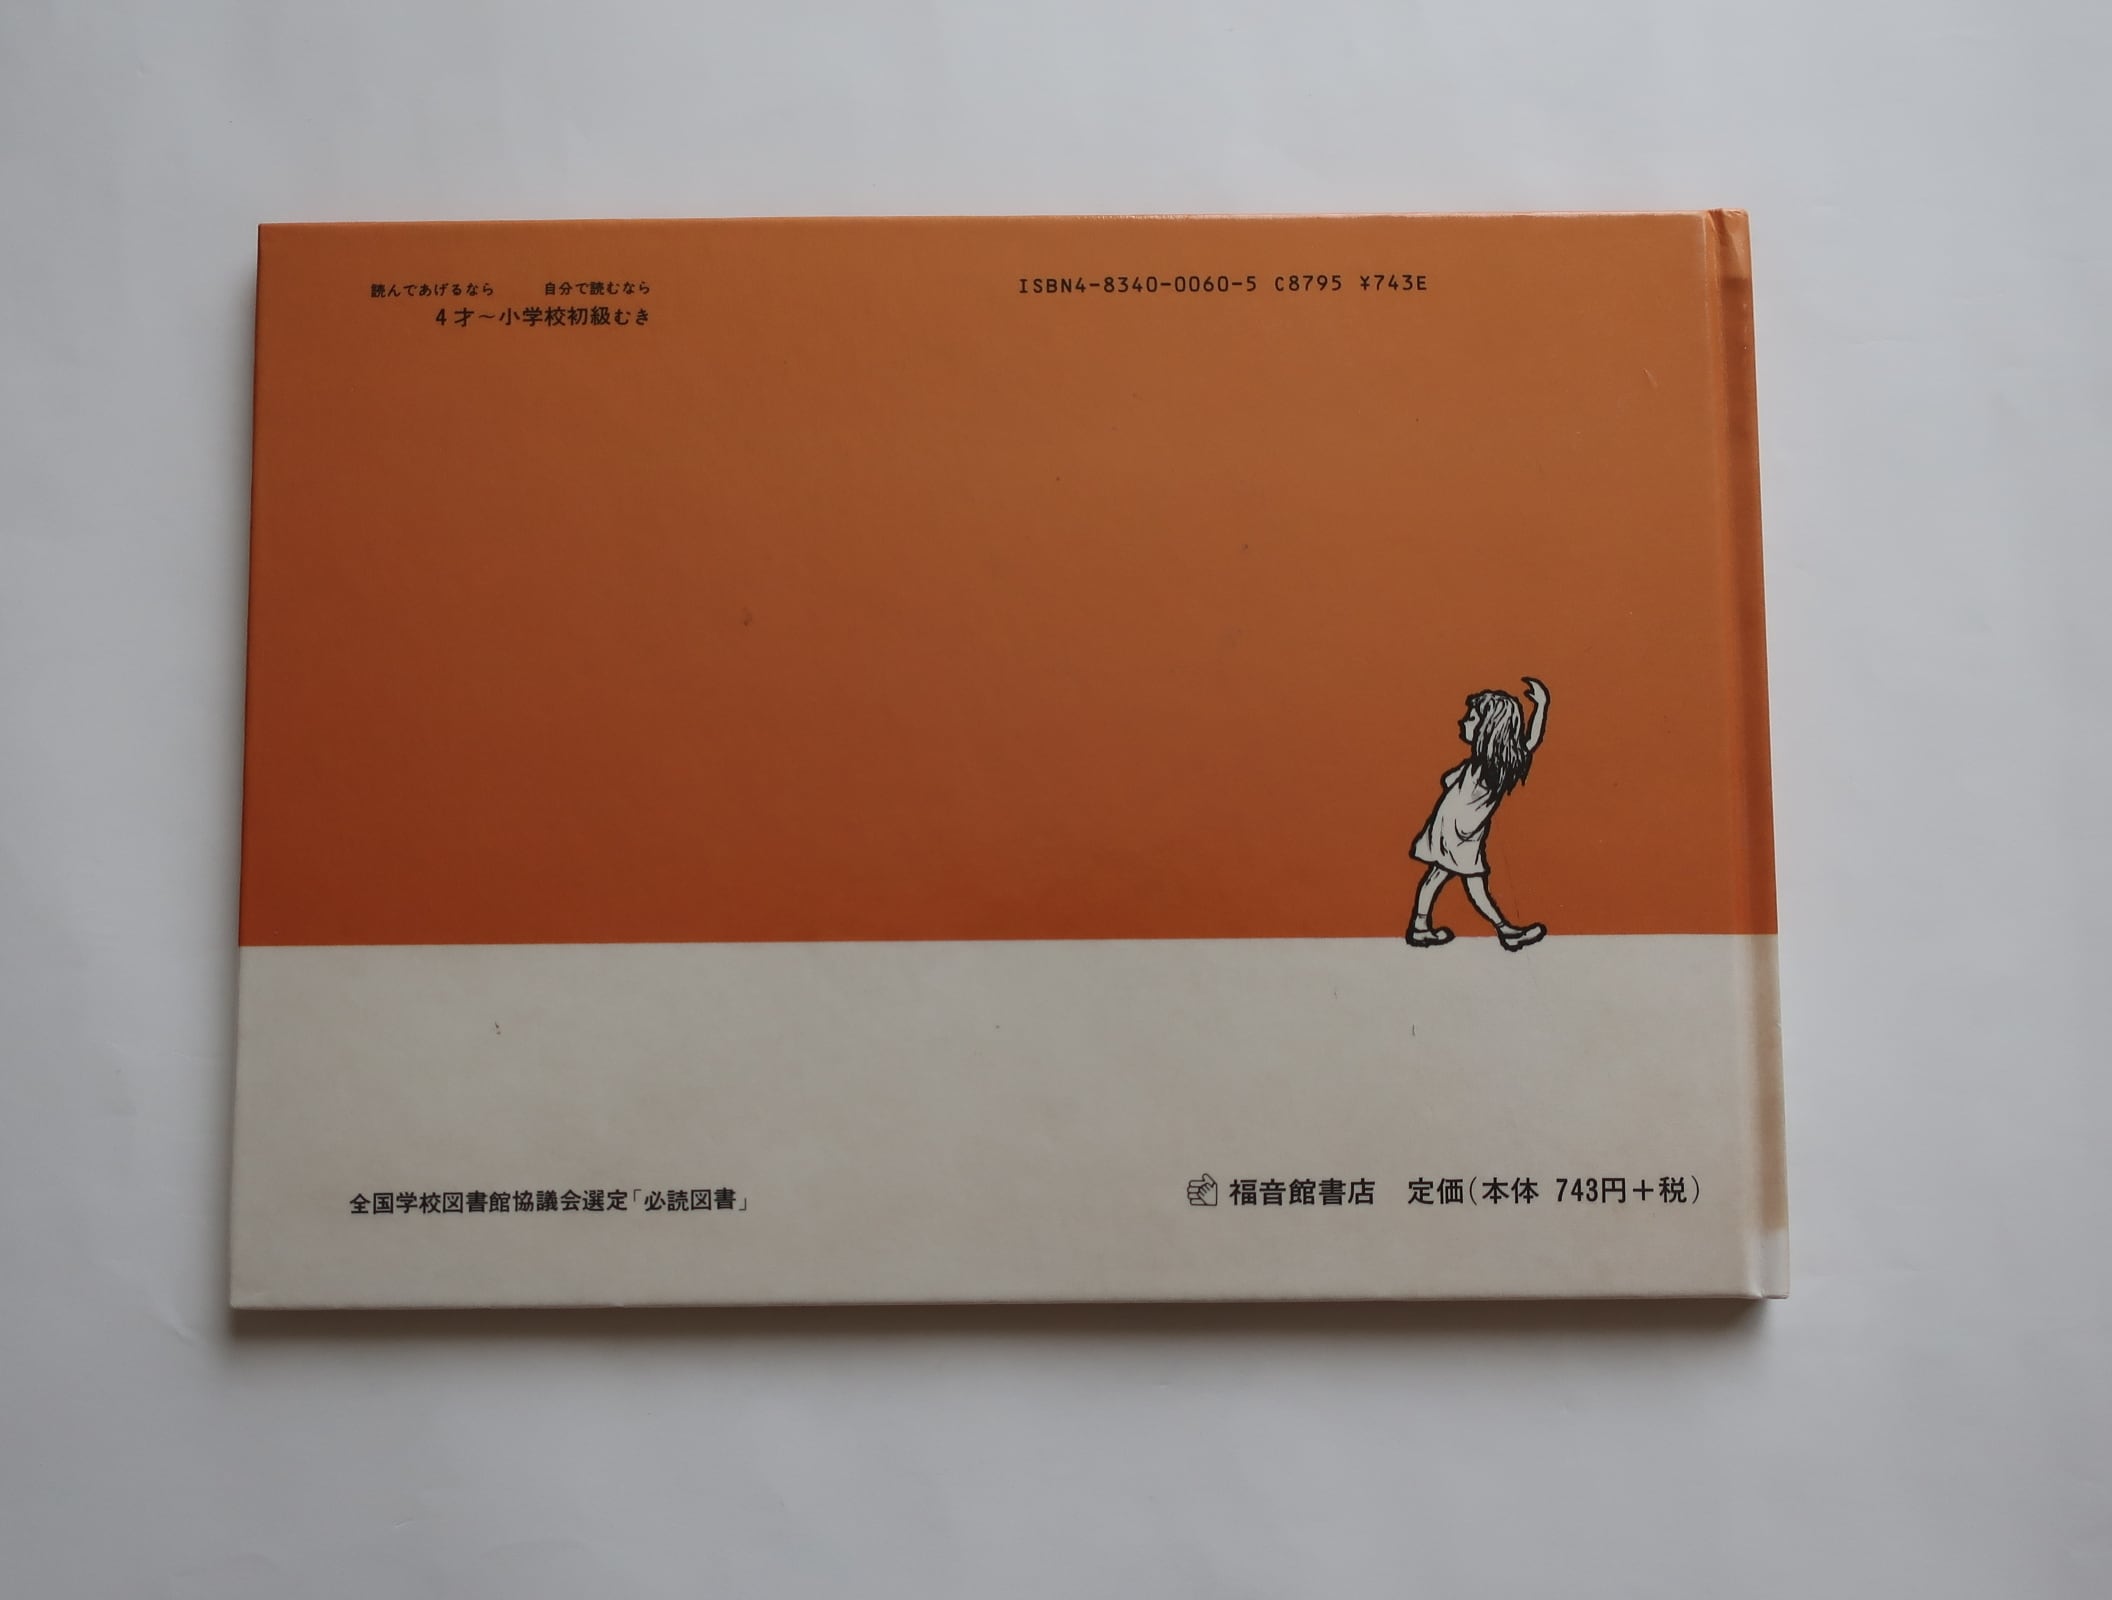 読んであげるなら　自分で読むなら
4才～小学校初級むき
ISBN4-8340-0060-5 C8795 ¥743E
全国学校図書館協議会選定「必読図書」
福音館書店　定価(本体 743円＋税)